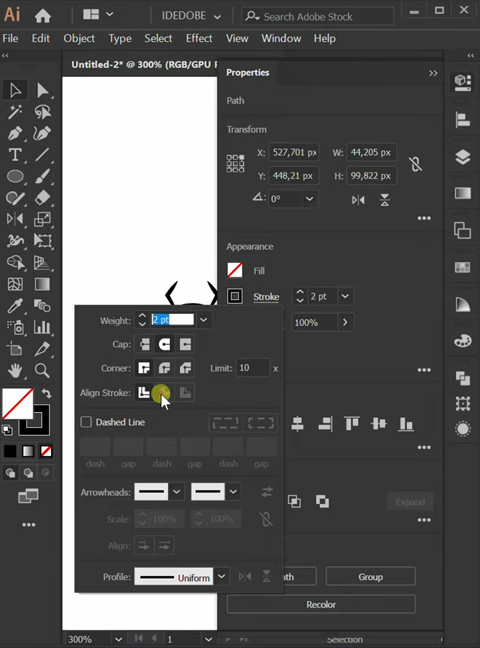 Ai
IDEDOBE
Search Adobe Stock
File Edit Object Type Select Effect View Window Help
Untitled-2* @ 300% (RGB/GPU P
Properties
Path
Transform
X: 527,701 px W: 44,205 px
Y: 448,21 px H: 99,822 px
0°
Appearance
Fill
Stroke 2 pt
Weight: 2 pt
100%
Cap:
Corner: Limit: 10 x
Align Stroke:
Dashed Line
dash gap dash gap dash gap
Arrowheads:
Scale: 100% 100%
Expand
Align:
Profile: Uniform
ath Group
Recolor
300% 1 Selection